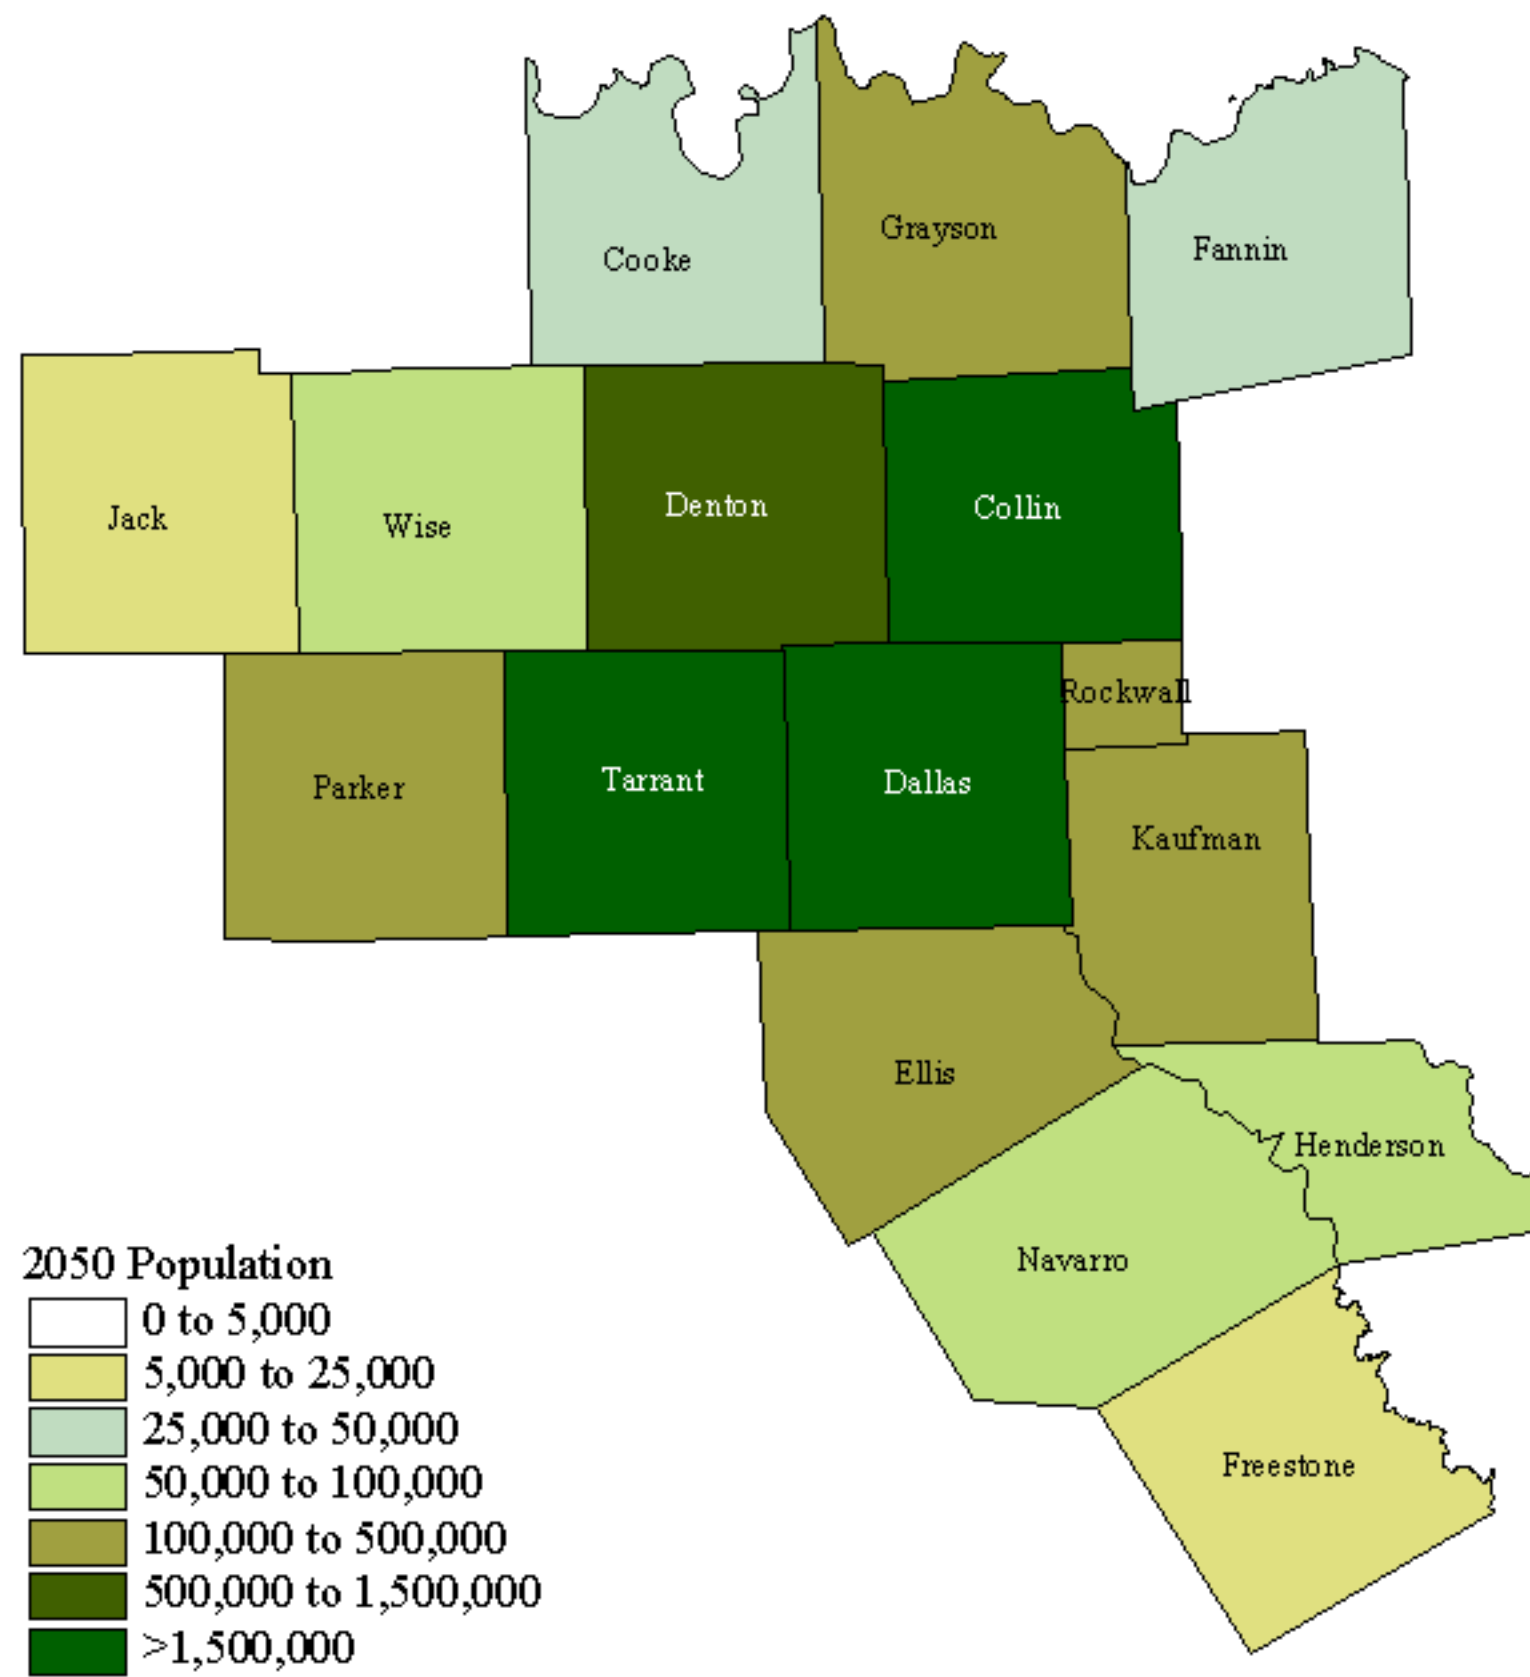 Grayson
Fannin
Cooke
Denton
Collin
Jack
Wise
Rockwall
Parker
Tarrant
Dallas
Kaufman
Ellis
Henderson
Navarro
Freestone
2050 Population
0 to 5,000
5,000 to 25,000
25,000 to 50,000
50,000 to 100,000
100,000 to 500,000
500,000 to 1,500,000
>1,500,000